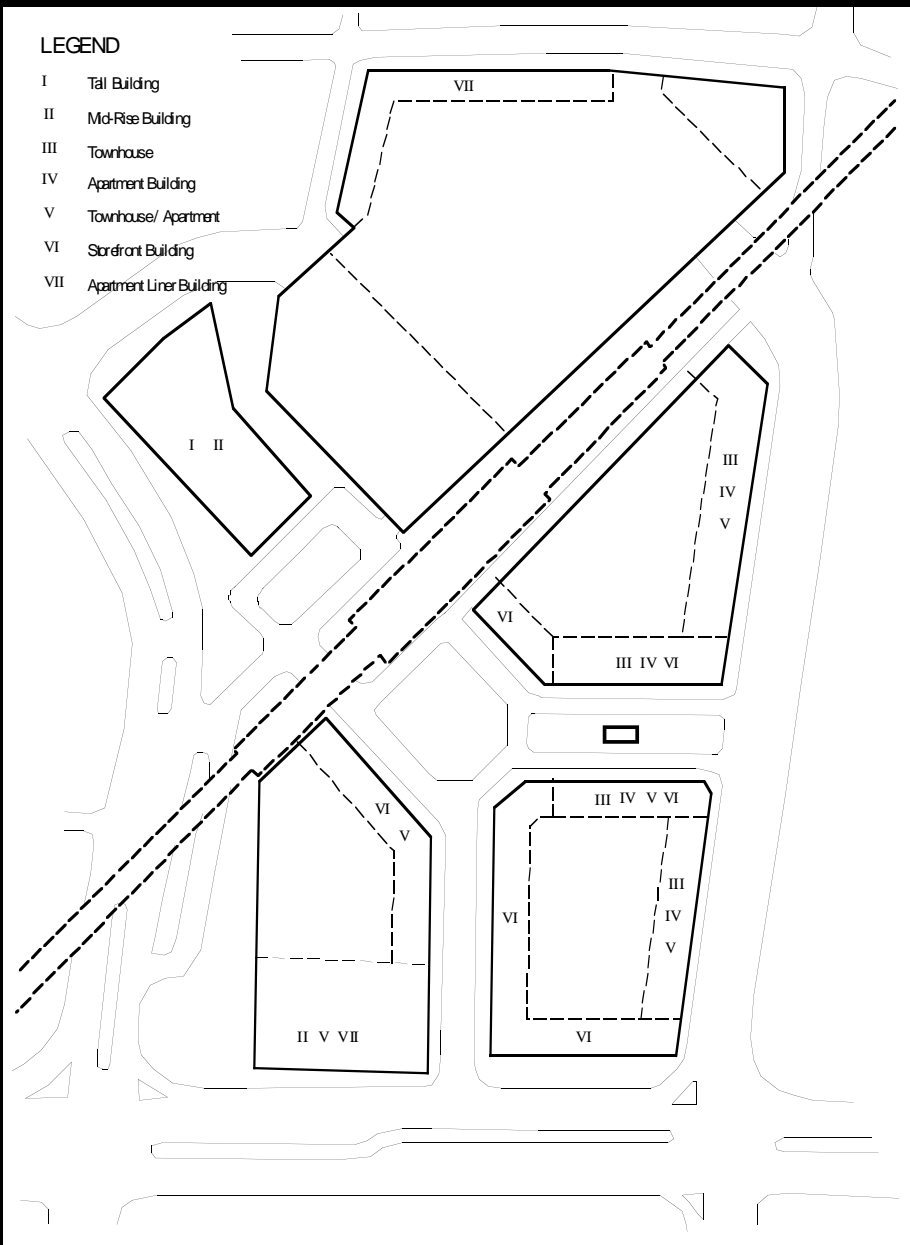 LEGEND
I Tall Building
II Mid-Rise Building
III Townhouse
IV Apartment Building
V Townhouse/ Apartment
VI Storefront Building
VII Apartment Liner Building
VII
I II
III
IV
V
VI
III IV VI
VI
V
III IV V VI
III
IV
V
VI
II V VII
VI